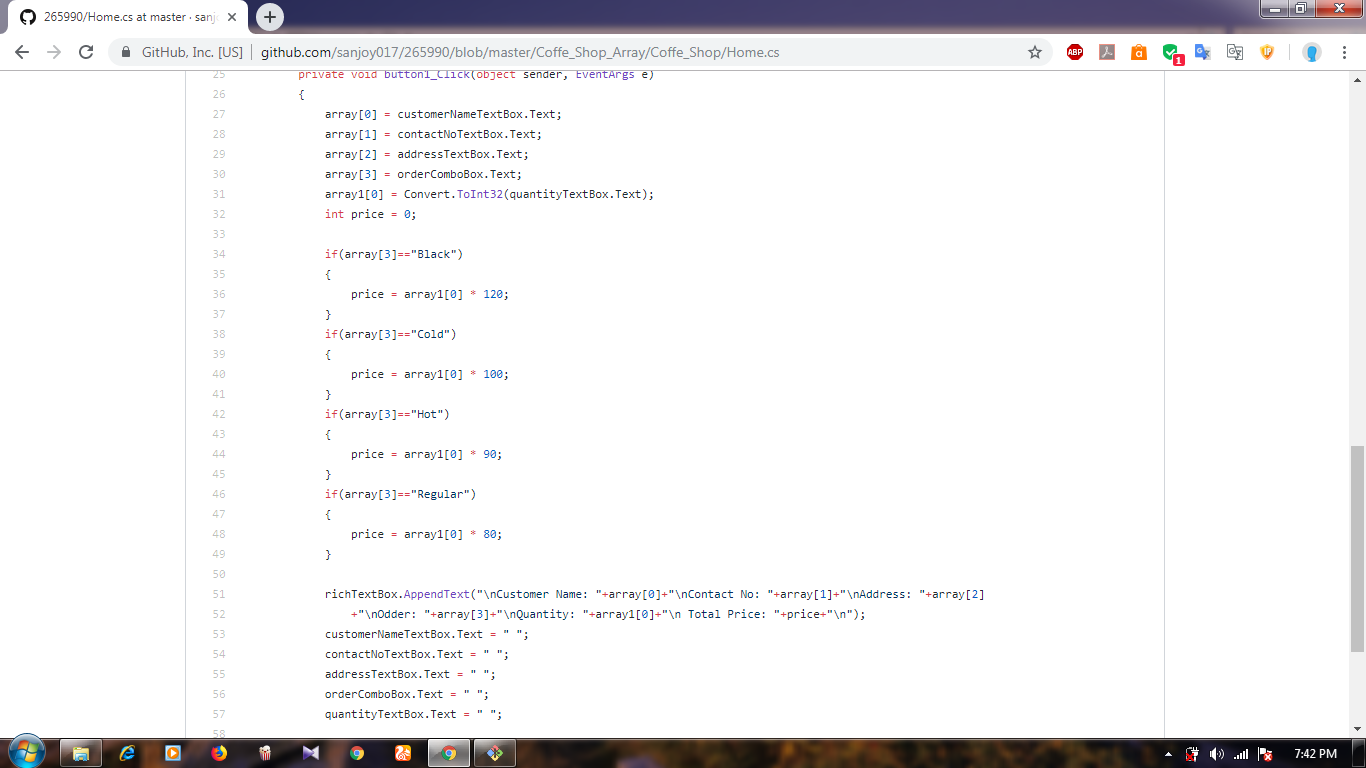 265990/Home.cs at master · sanj
GitHub, Inc. [US] | github.com/sanjoy017/265990/blob/master/Coffe_Shop_Array/Coffe_Shop/Home.cs
ABP
1
IP
25 private void button1_Click(object sender, EventArgs e)
26 {
27 array[0] = customerNameTextBox.Text;
28 array[1] = contactNoTextBox.Text;
29 array[2] = addressTextBox.Text;
30 array[3] = orderComboBox.Text;
31 array1[0] = Convert.ToInt32(quantityTextBox.Text);
32 int price = 0;
33
34 if(array[3]=="Black")
35 {
36 price = array1[0] * 120;
37 }
38 if(array[3]=="Cold")
39 {
40 price = array1[0] * 100;
41 }
42 if(array[3]=="Hot")
43 {
44 price = array1[0] * 90;
45 }
46 if(array[3]=="Regular")
47 {
48 price = array1[0] * 80;
49 }
50
51 richTextBox.AppendText("\nCustomer Name: "+array[0]+"\nContact No: "+array[1]+"\nAddress: "+array[2]
52 +"\nOdder: "+array[3]+"\nQuantity: "+array1[0]+"\n Total Price: "+price+"\n");
53 customerNameTextBox.Text = " ";
54 contactNoTextBox.Text = " ";
55 addressTextBox.Text = " ";
56 orderComboBox.Text = " ";
57 quantityTextBox.Text = " ";
58
7:42 PM